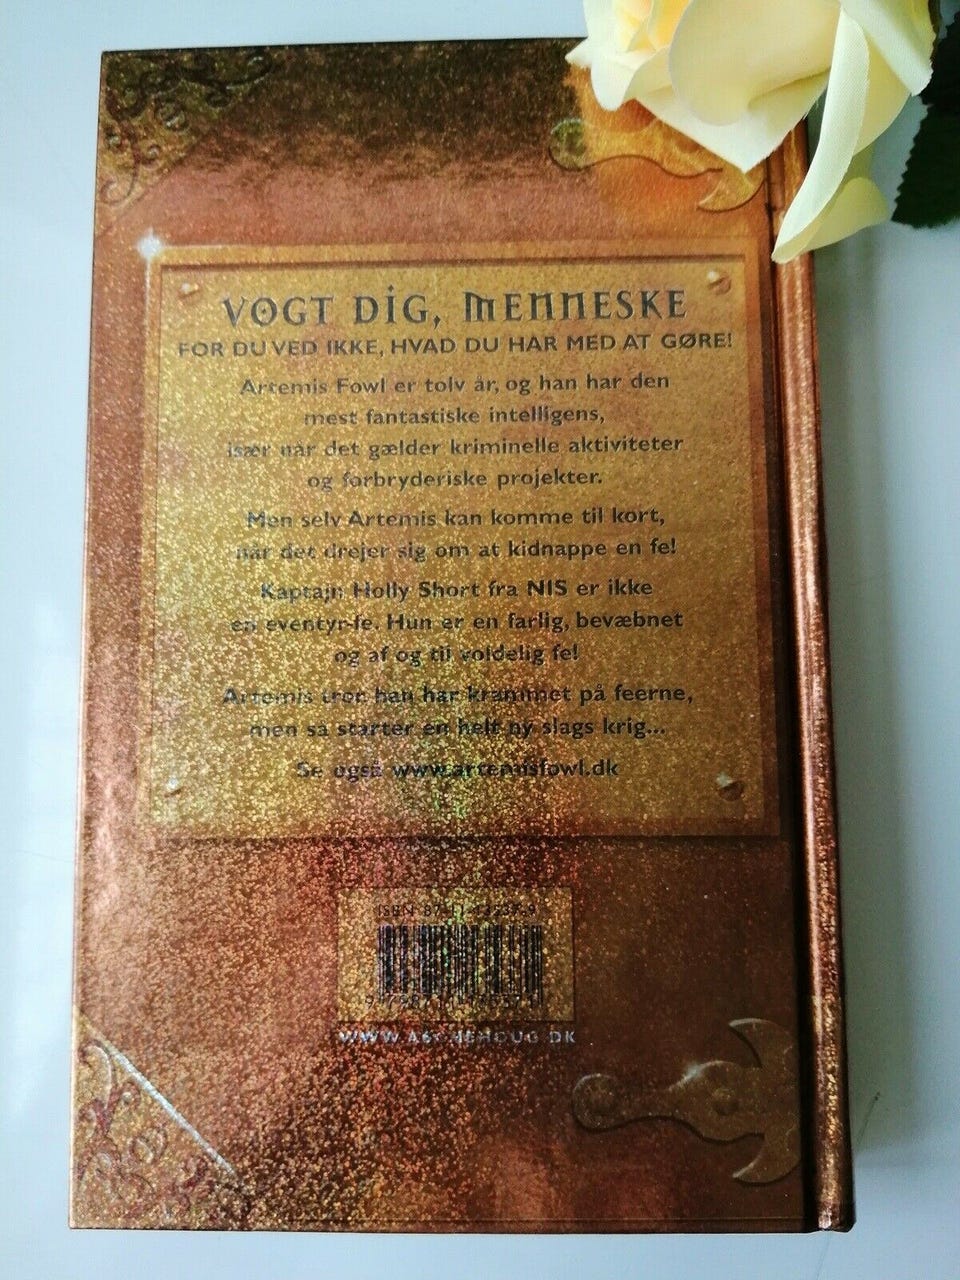 VOGT DIG, MENNESKE
FOR DU VED IKKE, HVAD DU HAR MED AT GØRE!
Artemis Fowl er tolv år, og han har den
mest fantastiske intelligens,
især når det gælder kriminelle aktiviteter
og forbryderiske projekter.
Men selv Artemis kan komme til kort,
når det drejer sig om at kidnappe en fe!
Kaptajn Holly Short fra NIS er ikke
en eventyr-fe. Hun er en farlig, bevæbnet
og af og til voldelig fe!
Artemis tror han har krammet på feerne,
men så starter en helt ny slags krig...
Se også www.artemisfowl.dk
ISBN